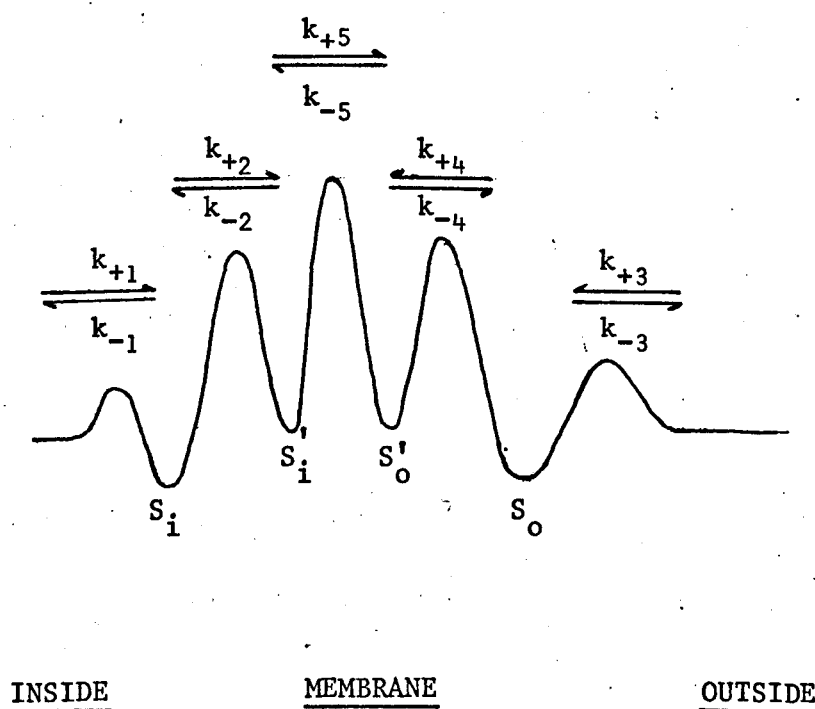 k+5
k-5
k+2
k+4
k-2
k-4
k+1
k+3
k-1
k-3
S'i
S'o
Si
So
INSIDE MEMBRANE OUTSIDE